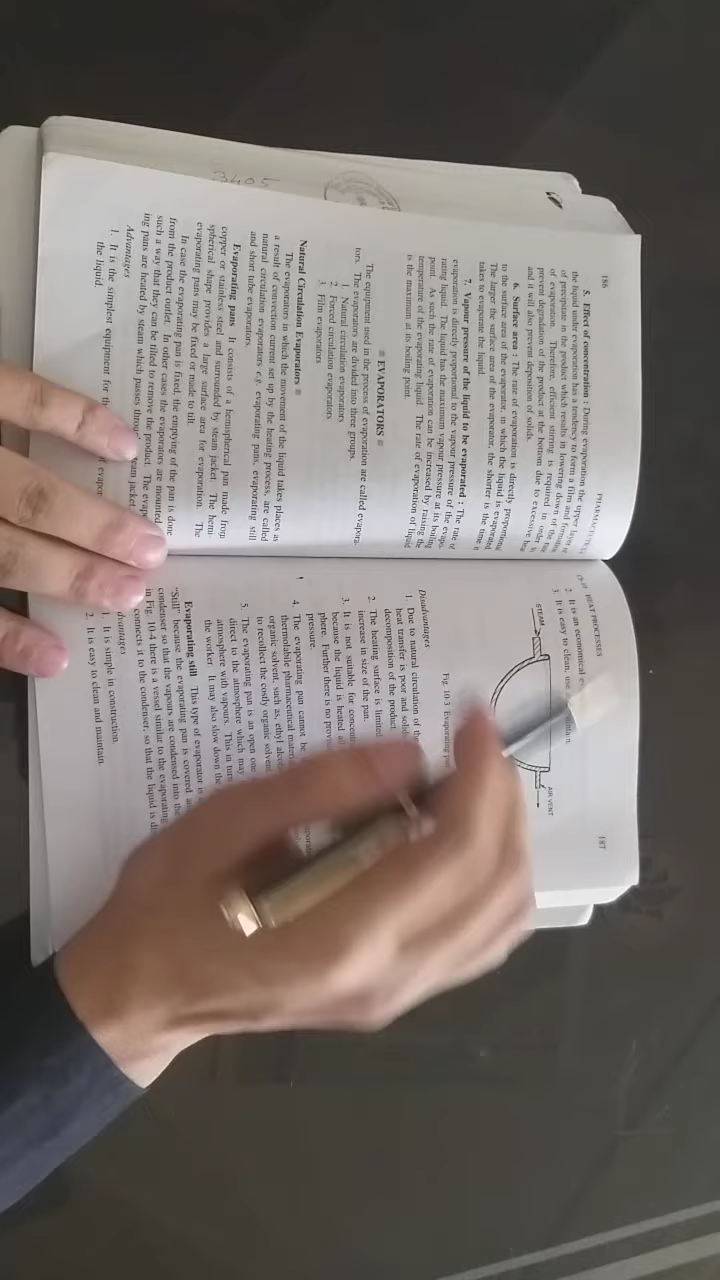 3405
186
PHARMACEUTICS
5. Effect of concentration : During evaporation the upper layer
the liquid under evaporation has a tendency to form a film and
of precipitate in the product which results in lowering down of the
of evaporation. Therefore, efficient stirring is required in order
prevent degradation of the product at the bottom due to excessive
and it will also prevent deposition of solids.
6. Surface area : The rate of evaporation is directly proportional
to the surface area of the evaporator, in which the liquid is evaporated
The larger the surface area of the evaporator, the shorter is the time it
takes to evaporate the liquid.
7. Vapour pressure of the liquid to be evaporated : The rate of
evaporation is directly proportional to the vapour pressure of the evapo-
rating liquid. The liquid has the maximum vapour pressure at its boiling
point. As such the rate of evaporation can be increased by raising the
temperature of the evaporating liquid. The rate of evaporation of liquid
is the maximum at its boiling point.
EVAPORATORS
The equipment used in the process of evaporation are called evapora-
tors. The evaporators are divided into three groups.
1. Natural circulation evaporators
2. Forced circulation evaporators
3. Film evaporators
Natural Circulation Evaporators
The evaporators in which the movement of the liquid takes places as
a result of convection current set up by the heating process, are called
natural circulation evaporators e.g. evaporating pans, evaporating still
and short tube evaporators.
Evaporating pans It consists of a hemispherical pan made from
copper or stainless steel and surrounded by steam jacket. The hemi-
spherical shape provides a large surface area for evaporation. The
evaporating pans may be fixed or made to tilt.
In case the evaporating pan is fixed, the emptying of the pan is done
from the product outlet. In other cases the evaporators are mounted
such a way that they can be tilted to remove the product. The
ing pans are heated by steam which passes jacket
Advantages
1. It is the simplest equipment for
the liquid.
HEAT PROCESSES
187
2. It is an economical
3. It is easy to clean, use
STEAM
AIR VENT
Fig. 10·3 Evaporating pan
Disadvantages
1. Due to natural circulation of the
heat transfer is poor and
decomposition of the product.
2. The heating surface is limited
increase in size of the pan.
3. It is not suitable for
because the liquid is heated
phere. Further there is no
pressure.
4. The evaporating pan cannot be
thermolabile pharmaceutical
organic solvent, such as, ethyl
to recollect the costly organic
5. The evaporating pan is an open one
direct to the atmosphere which may
atmosphere with vapours. This in turn
the worker. It may also slow down the
Evaporating still This type of evaporator is
"Still" because the evaporating pan is covered
condenser so that the vapours are condensed into the
in Fig. 10·4 there is a vessel similar to the evaporating
connects it to the condenser, so that the liquid is
1. It is simple in construction.
2. It is easy to clean and maintain.